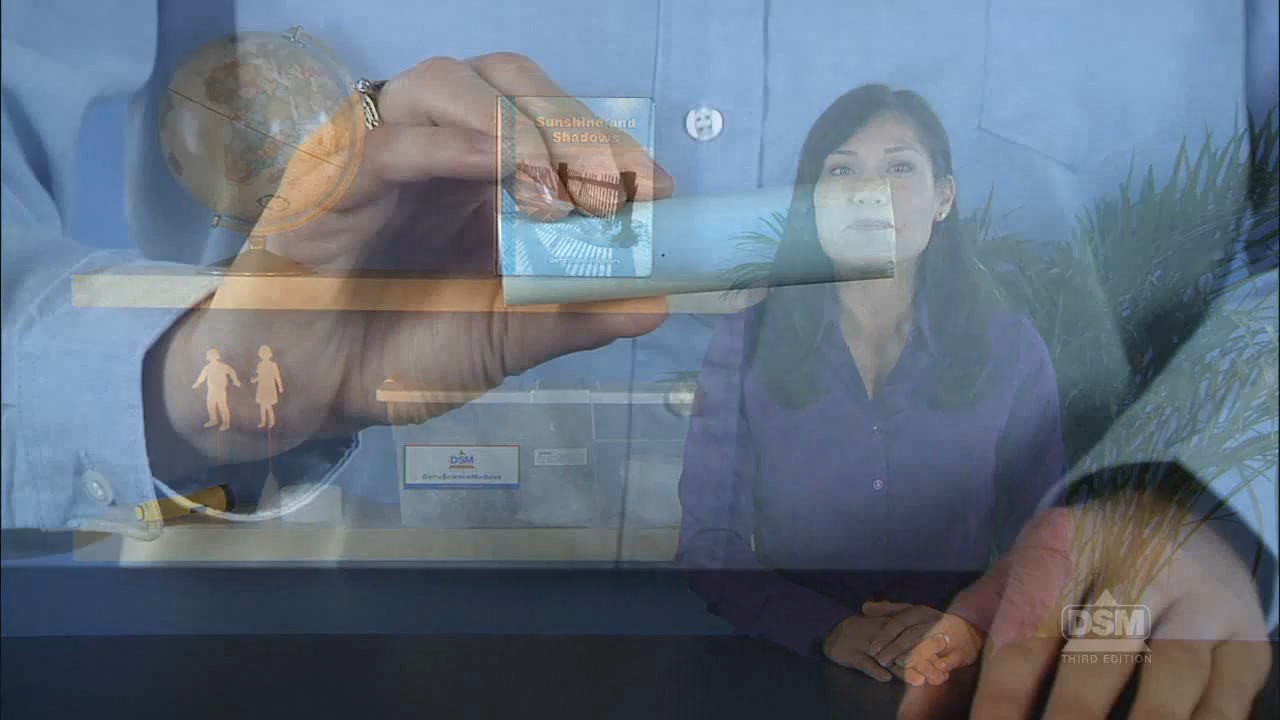 Sunshine and
Shadows
DSM
DeltaScienceModules
DSM
THIRD EDITION